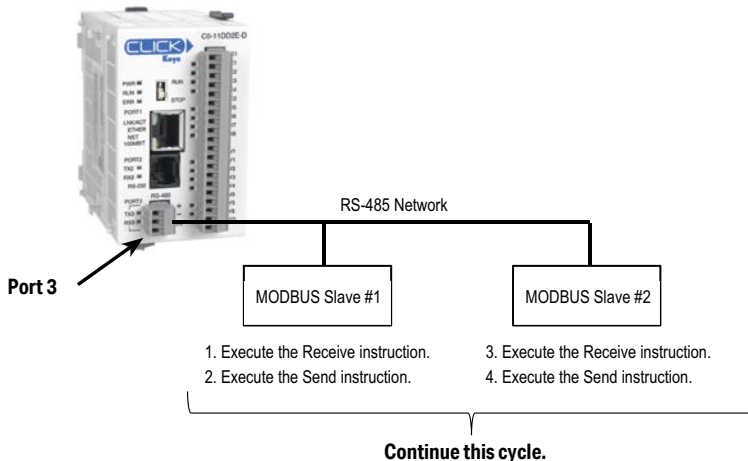 CLICK
Koyo
C0-11DD2E-D
PWR
RUN
ERR
RUN
STOP
PORT1
LNK/ACT
ETHER
NET
100MBIT
PORT2
TX2
RX2
RS-232
RS-485
PORT3
TX3
RX3
RS-485 Network
Port 3
MODBUS Slave #1
MODBUS Slave #2
1. Execute the Receive instruction.
2. Execute the Send instruction.
3. Execute the Receive instruction.
4. Execute the Send instruction.
Continue this cycle.